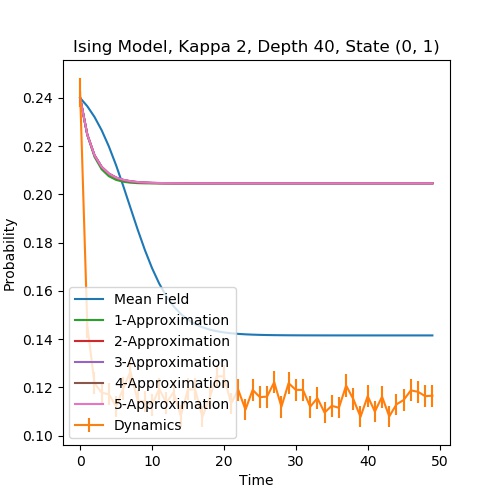 Ising Model, Kappa 2, Depth 40, State (0, 1)
Probability
0.24
0.22
0.20
0.18
0.16
0.14
0.12
0.10
Mean Field
1-Approximation
2-Approximation
3-Approximation
4-Approximation
5-Approximation
Dynamics
0 10 20 30 40 50
Time